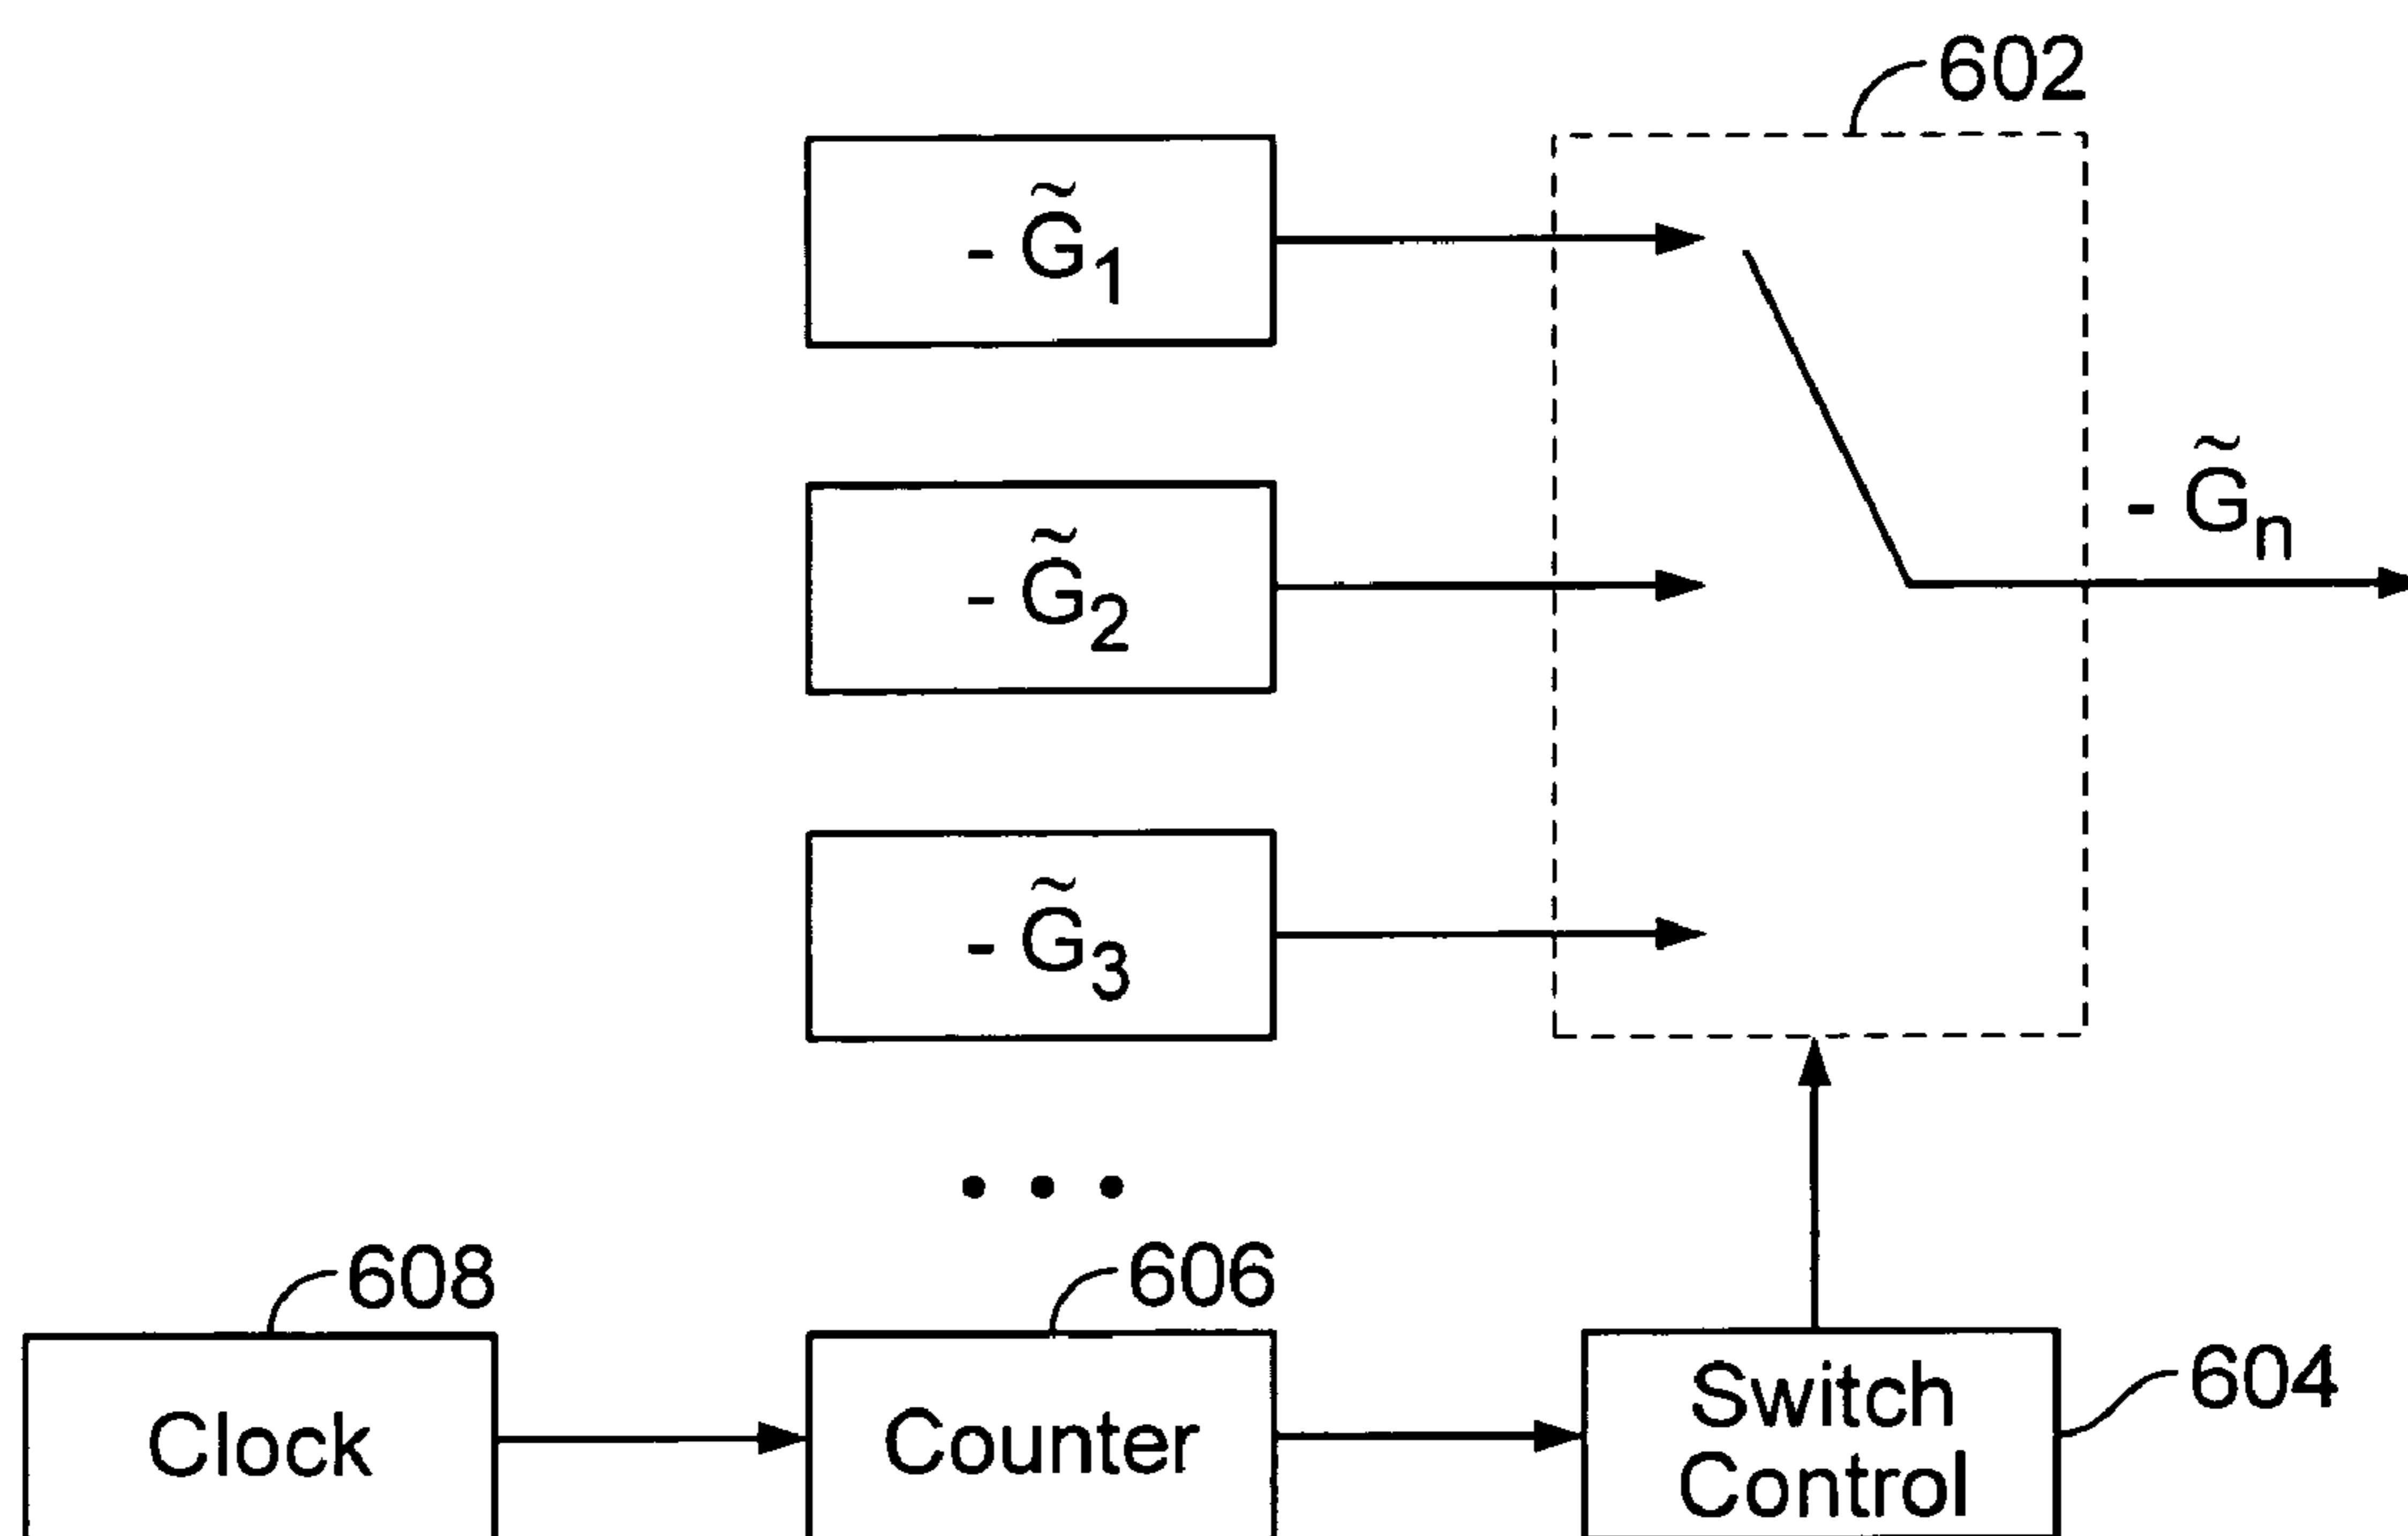 602
- G̃1
- G̃2
- G̃n
- G̃3
• • •
608
606
Clock
Counter
Switch
Control
604